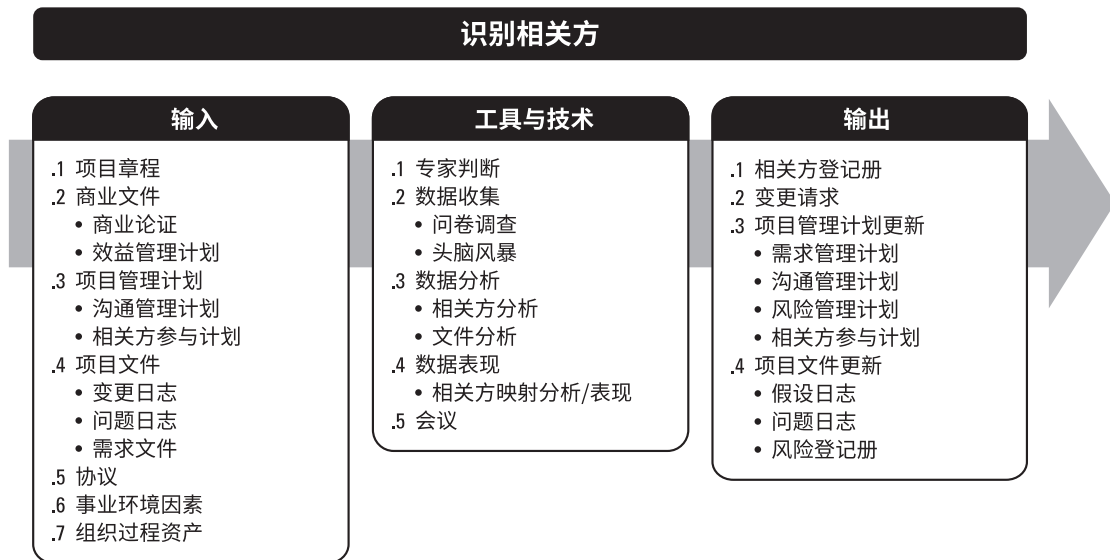 识别相关方
输入
.1 项目章程
.2 商业文件
• 商业论证
• 效益管理计划
.3 项目管理计划
• 沟通管理计划
• 相关方参与计划
.4 项目文件
• 变更日志
• 问题日志
• 需求文件
.5 协议
.6 事业环境因素
.7 组织过程资产
工具与技术
.1 专家判断
.2 数据收集
• 问卷调查
• 头脑风暴
.3 数据分析
• 相关方分析
• 文件分析
.4 数据表现
• 相关方映射分析/表现
.5 会议
输出
.1 相关方登记册
.2 变更请求
.3 项目管理计划更新
• 需求管理计划
• 沟通管理计划
• 风险管理计划
• 相关方参与计划
.4 项目文件更新
• 假设日志
• 问题日志
• 风险登记册